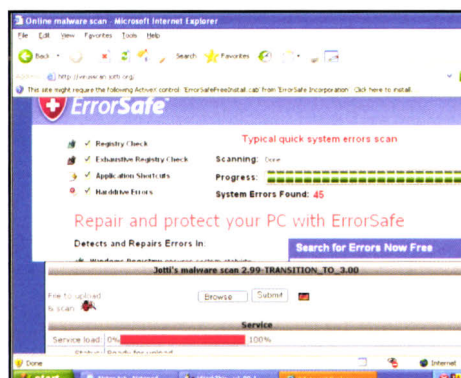 Online malware scan - Microsoft Internet Explorer
File Edit View Favorites Tools Help
Back Search Favorites
This site might require the following ActiveX control: 'ErrorSafeFreeInstall.cab' from 'ErrorSafe Incorporation'. Click here to install.
ErrorSafe
Typical quick system errors scan
Registry Check
Exhaustive Registry Check
Application Shortcuts
Harddrive Errors
Scanning: Done
Progress:
System Errors Found: 45
Repair and protect your PC with ErrorSafe
Detects and Repairs Errors In:
Search for Errors Now Free
Jotti's malware scan 2.99-TRANSITION_TO_3.00
File to upload
& scan
Browse Submit
Service
Service load 0% 100%
Done
Internet
start